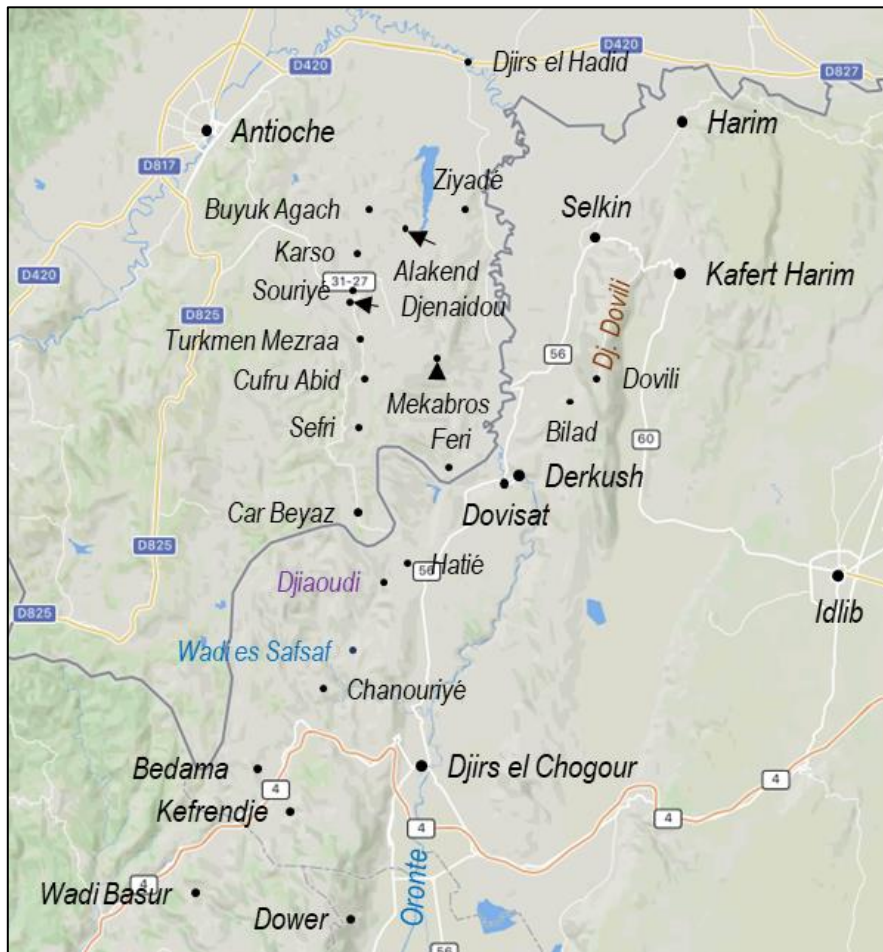 D420
D420
Djirs el Hadid
D827
Harim
Antioche
D817
Ziyadé
Buyuk Agach
Selkin
Karso
Alakend
D420
31-27
Kafert Harim
Souriyé
Djenaidou
D825
Dj. Dovili
Turkmen Mezraa
56
Cufru Abid
Dovili
Mekabros
Bilad
Sefri
Feri
60
Derkush
Dovisat
Car Beyaz
D825
Hatié
56
Djiaoudi
Idlib
D825
Wadi es Safsaf
Chanouriyé
Bedama
Djirs el Chogour
4
4
Kefrendje
4
4
Oronte
Wadi Basur
4
Dower
56